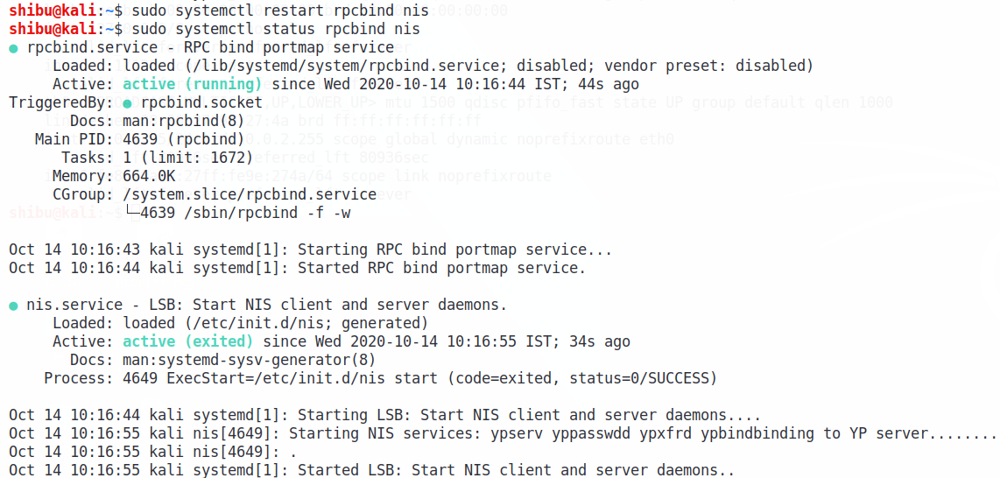 shibu@kali:~$ sudo systemctl restart rpcbind nis
shibu@kali:~$ sudo systemctl status rpcbind nis
● rpcbind.service - RPC bind portmap service
Loaded: loaded (/lib/systemd/system/rpcbind.service; disabled; vendor preset: disabled)
Active: active (running) since Wed 2020-10-14 10:16:44 IST; 44s ago
TriggeredBy: ● rpcbind.socket
Docs: man:rpcbind(8)
Main PID: 4639 (rpcbind)
Tasks: 1 (limit: 1672)
Memory: 664.0K
CGroup: /system.slice/rpcbind.service
└─4639 /sbin/rpcbind -f -w
Oct 14 10:16:43 kali systemd[1]: Starting RPC bind portmap service...
Oct 14 10:16:44 kali systemd[1]: Started RPC bind portmap service.
● nis.service - LSB: Start NIS client and server daemons.
Loaded: loaded (/etc/init.d/nis; generated)
Active: active (exited) since Wed 2020-10-14 10:16:55 IST; 34s ago
Docs: man:systemd-sysv-generator(8)
Process: 4649 ExecStart=/etc/init.d/nis start (code=exited, status=0/SUCCESS)
Oct 14 10:16:44 kali systemd[1]: Starting LSB: Start NIS client and server daemons....
Oct 14 10:16:55 kali nis[4649]: Starting NIS services: ypserv yppasswdd ypxfrd ypbindbinding to YP server........
Oct 14 10:16:55 kali nis[4649]: .
Oct 14 10:16:55 kali systemd[1]: Started LSB: Start NIS client and server daemons..